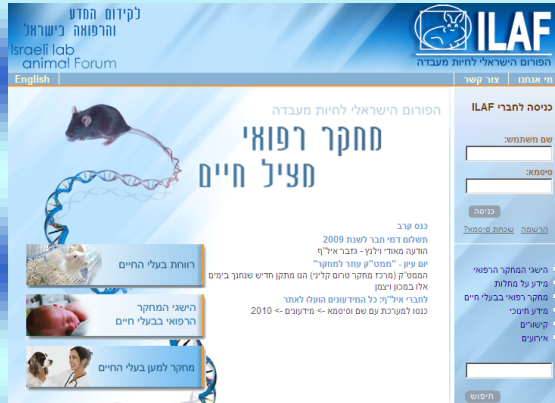 לקידום המדע
והרפואה בישראל
Israeli lab
animal Forum
ILAF
הפורום הישראלי לחיות מעבדה
English
מי אנחנו
צור קשר
הפורום הישראלי לחיות מעבדה
מחקר רפואי
מציל חיים
כניסה לחברי ILAF
שם משתמש:
סיסמא:
כניסה
הרשמה
שכחת סיסמא?
רווחת בעלי החיים
הישגי המחקר
הרפואי בבעלי חיים
מחקר למען בעלי החיים
כנס קרב
תשלום דמי חבר לשנת 2009
הודעה מאודי וילנץ - גזבר איל"ף
יום עיון - "ממט"ק עוזר למחקר"
הממט"ק (מרכז מחקר טרום קליני) הנו מתקן חדיש שנחנך בימים
אלו במכון ויצמן
לחברי איל"ף: כל המידעונים הועלו לאתר
כנסו למערכת עם שם וסיסמא -> מידעונים -> 2010
הישגי המחקר הרפואי
מידע על מחלות
מחקר רפואי בבעלי חיים
מידע חינוכי
קישורים
אירועים
חיפוש